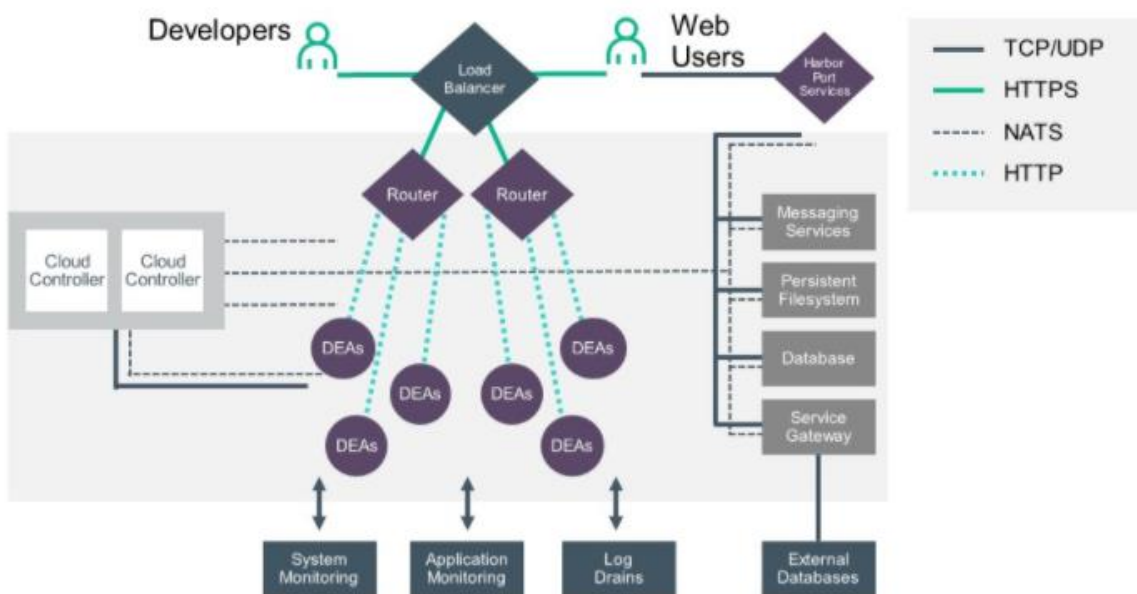 Developers
Web
Users
Load
Balancer
Harbor
Port
Services
TCP/UDP
HTTPS
NATS
HTTP
Router
Router
Cloud
Controller
Cloud
Controller
Messaging
Services
Persistent
Filesystem
Database
Service
Gateway
DEAs
DEAs
DEAs
DEAs
DEAs
DEAs
System
Monitoring
Application
Monitoring
Log
Drains
External
Databases